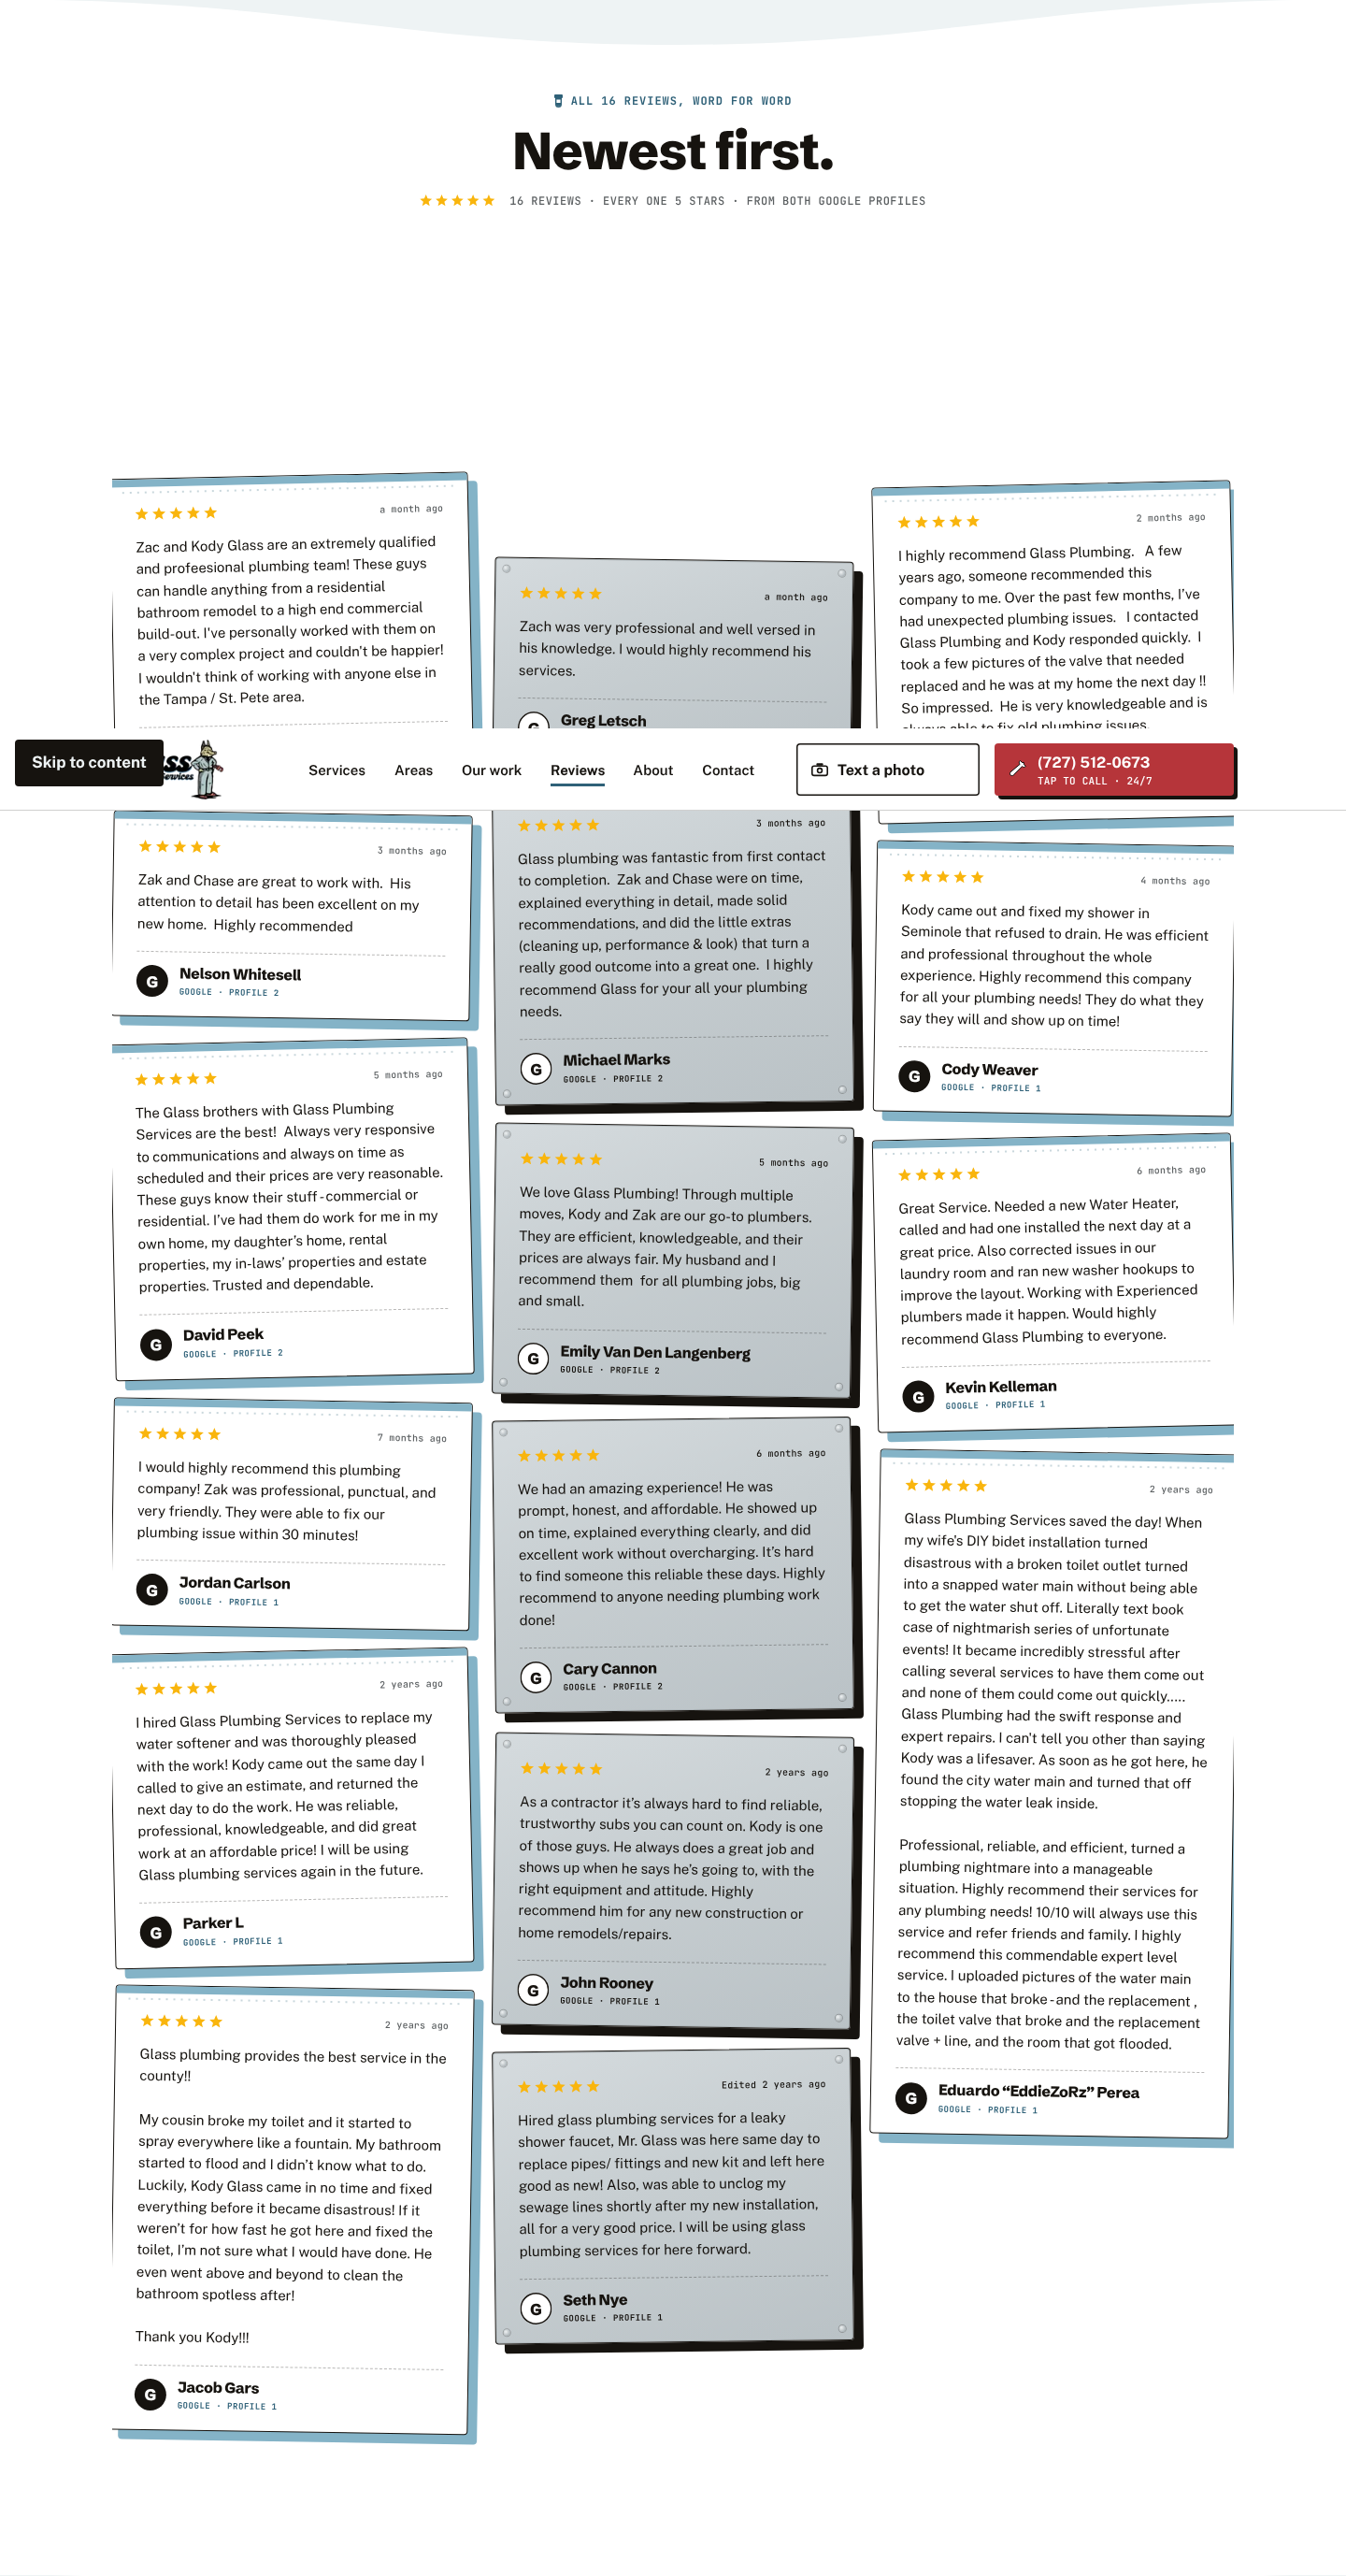 ALL 16 REVIEWS, WORD FOR WORD
Newest first.
16 REVIEWS · EVERY ONE 5 STARS · FROM BOTH GOOGLE PROFILES
a month ago
Zac and Kody Glass are an extremely qualified
and profeesional plumbing team! These guys
can handle anything from a residential
bathroom remodel to a high end commercial
build-out. I've personally worked with them on
a very complex project and couldn't be happier!
I wouldn't think of working with anyone else in
the Tampa / St. Pete area.
a month ago
Zach was very professional and well versed in
his knowledge. I would highly recommend his
services.
G
Greg Letsch
2 months ago
I highly recommend Glass Plumbing. A few
years ago, someone recommended this
company to me. Over the past few months, I've
had unexpected plumbing issues. I contacted
Glass Plumbing and Kody responded quickly. I
took a few pictures of the valve that needed
replaced and he was at my home the next day !!
So impressed. He is very knowledgeable and is
always able to fix old plumbing issues.
Skip to content
Services
Services
Areas
Our work
Reviews
About
Contact
Text a photo
(727) 512-0673
TAP TO CALL · 24/7
3 months ago
Zak and Chase are great to work with. His
attention to detail has been excellent on my
new home. Highly recommended
G
Nelson Whitesell
GOOGLE · PROFILE 2
5 months ago
The Glass brothers with Glass Plumbing
Services are the best! Always very responsive
to communications and always on time as
scheduled and their prices are very reasonable.
These guys know their stuff - commercial or
residential. I've had them do work for me in my
own home, my daughter's home, rental
properties, my in-laws' properties and estate
properties. Trusted and dependable.
G
David Peek
GOOGLE · PROFILE 2
7 months ago
I would highly recommend this plumbing
company! Zak was professional, punctual, and
very friendly. They were able to fix our
plumbing issue within 30 minutes!
G
Jordan Carlson
GOOGLE · PROFILE 1
2 years ago
I hired Glass Plumbing Services to replace my
water softener and was thoroughly pleased
with the work! Kody came out the same day I
called to give an estimate, and returned the
next day to do the work. He was reliable,
professional, knowledgeable, and did great
work at an affordable price! I will be using
Glass plumbing services again in the future.
G
Parker L
GOOGLE · PROFILE 1
2 years ago
Glass plumbing provides the best service in the
county!!
My cousin broke my toilet and it started to
spray everywhere like a fountain. My bathroom
started to flood and I didn't know what to do.
Luckily, Kody Glass came in no time and fixed
everything before it became disastrous! If it
weren't for how fast he got here and fixed the
toilet, I'm not sure what I would have done. He
even went above and beyond to clean the
bathroom spotless after!
Thank you Kody!!!
G
Jacob Gars
GOOGLE · PROFILE 1
3 months ago
Glass plumbing was fantastic from first contact
to completion. Zak and Chase were on time,
explained everything in detail, made solid
recommendations, and did the little extras
(cleaning up, performance & look) that turn a
really good outcome into a great one. I highly
recommend Glass for your all your plumbing
needs.
G
Michael Marks
GOOGLE · PROFILE 2
5 months ago
We love Glass Plumbing! Through multiple
moves, Kody and Zak are our go-to plumbers.
They are efficient, knowledgeable, and their
prices are always fair. My husband and I
recommend them for all plumbing jobs, big
and small.
G
Emily Van Den Langenberg
GOOGLE · PROFILE 2
6 months ago
We had an amazing experience! He was
prompt, honest, and affordable. He showed up
on time, explained everything clearly, and did
excellent work without overcharging. It's hard
to find someone this reliable these days. Highly
recommend to anyone needing plumbing work
done!
G
Cary Cannon
GOOGLE · PROFILE 2
2 years ago
As a contractor it's always hard to find reliable,
trustworthy subs you can count on. Kody is one
of those guys. He always does a great job and
shows up when he says he's going to, with the
right equipment and attitude. Highly
recommend him for any new construction or
home remodels/repairs.
G
John Rooney
GOOGLE · PROFILE 1
Edited 2 years ago
Hired glass plumbing services for a leaky
shower faucet, Mr. Glass was here same day to
replace pipes/ fittings and new kit and left here
good as new! Also, was able to unclog my
sewage lines shortly after my new installation,
all for a very good price. I will be using glass
plumbing services for here forward.
G
Seth Nye
GOOGLE · PROFILE 1
4 months ago
Kody came out and fixed my shower in
Seminole that refused to drain. He was efficient
and professional throughout the whole
experience. Highly recommend this company
for all your plumbing needs! They do what they
say they will and show up on time!
G
Cody Weaver
GOOGLE · PROFILE 1
6 months ago
Great Service. Needed a new Water Heater,
called and had one installed the next day at a
great price. Also corrected issues in our
laundry room and ran new washer hookups to
improve the layout. Working with Experienced
plumbers made it happen. Would highly
recommend Glass Plumbing to everyone.
G
Kevin Kelleman
GOOGLE · PROFILE 1
2 years ago
Glass Plumbing Services saved the day! When
my wife's DIY bidet installation turned
disastrous with a broken toilet outlet turned
into a snapped water main without being able
to get the water shut off. Literally text book
case of nightmarish series of unfortunate
events! It became incredibly stressful after
calling several services to have them come out
and none of them could come out quickly.....
Glass Plumbing had the swift response and
expert repairs. I can't tell you other than saying
Kody was a lifesaver. As soon as he got here, he
found the city water main and turned that off
stopping the water leak inside.
Professional, reliable, and efficient, turned a
plumbing nightmare into a manageable
situation. Highly recommend their services for
any plumbing needs! 10/10 will always use this
service and refer friends and family. I highly
recommend this commendable expert level
service. I uploaded pictures of the water main
to the house that broke - and the replacement ,
the toilet valve that broke and the replacement
valve + line, and the room that got flooded.
G
Eduardo “EddieZoRz” Perea
GOOGLE · PROFILE 1